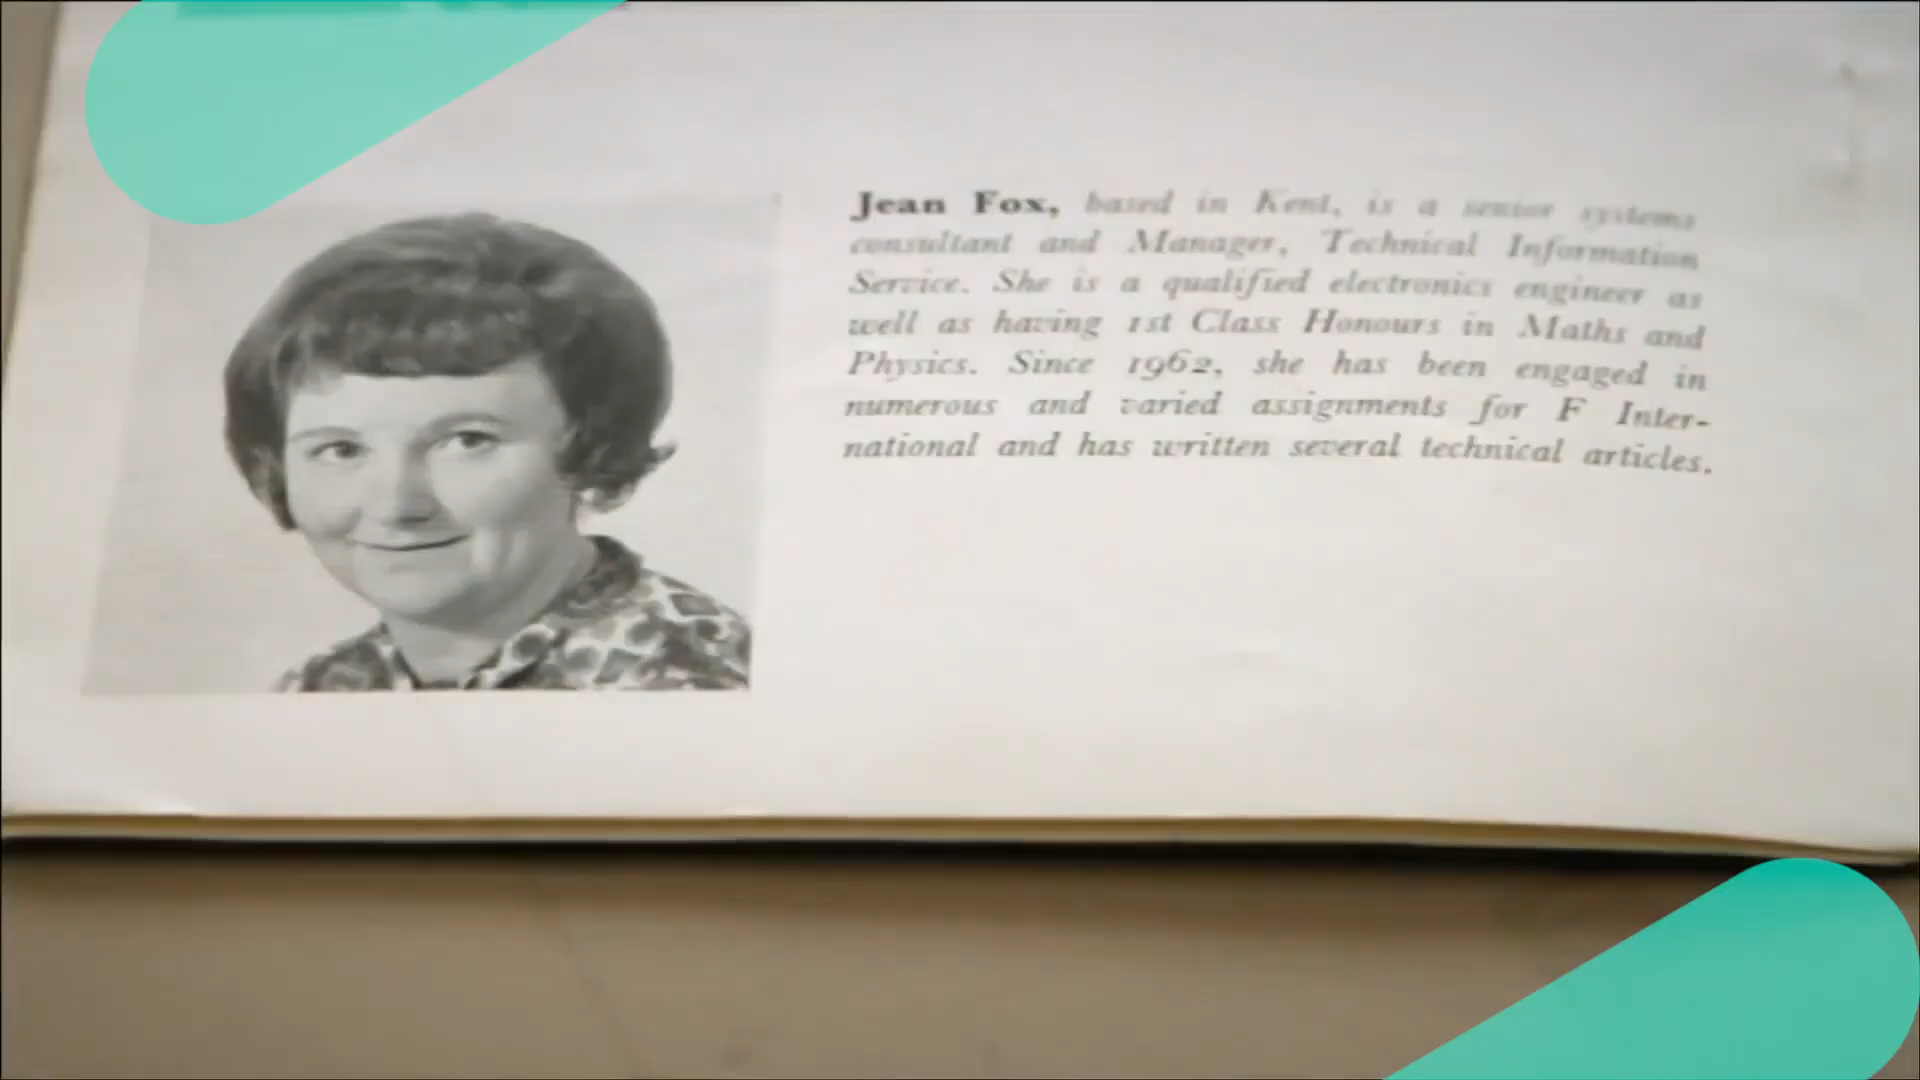 Jean Fox, based in Kent, is a senior systems
consultant and Manager, Technical Information
Service. She is a qualified electronics engineer as
well as having 1st Class Honours in Maths and
Physics. Since 1962, she has been engaged in
numerous and varied assignments for F Inter-
national and has written several technical articles.